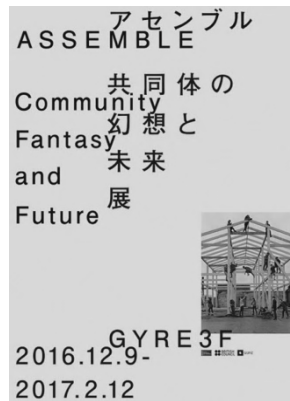 アセンブル
ASSEMBLE
共同体の
Community
幻想と
Fantasy
未来
and
展
Future
GYRE3F
2016.12.9-
2017.2.12